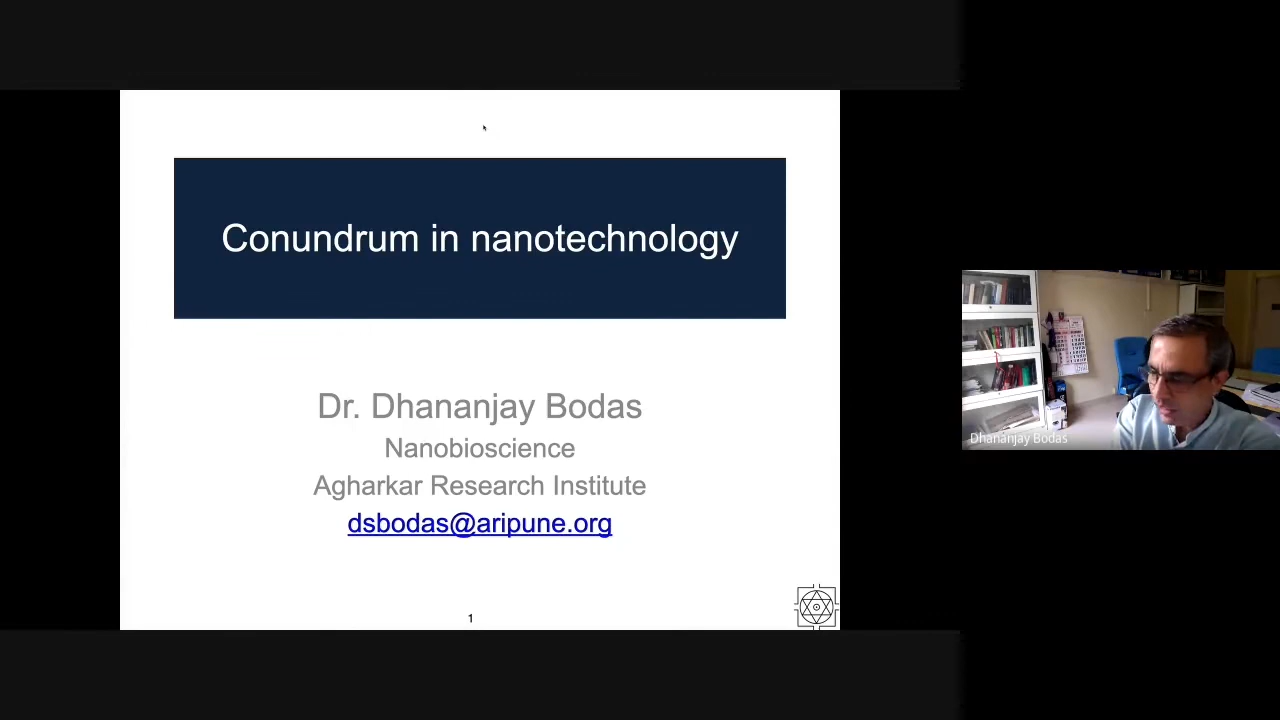 Conundrum in nanotechnology
Dr. Dhananjay Bodas
Nanobioscience
Agharkar Research Institute
dsbodas@aripune.org
1
Dhananjay Bodas